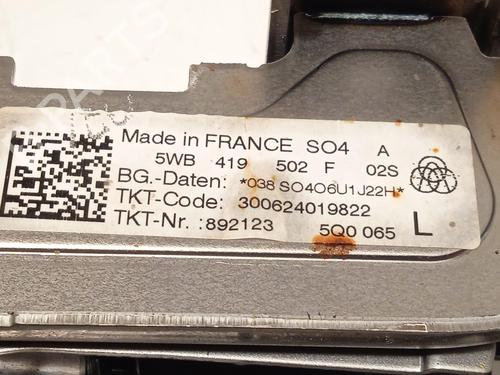 Made in FRANCE SO4 A
5WB 419 502 F 02S
BG.-Daten: *038 SO4O6U1J22H*
TKT-Code: 300624019822
TKT-Nr. :892123 5Q0 065 L